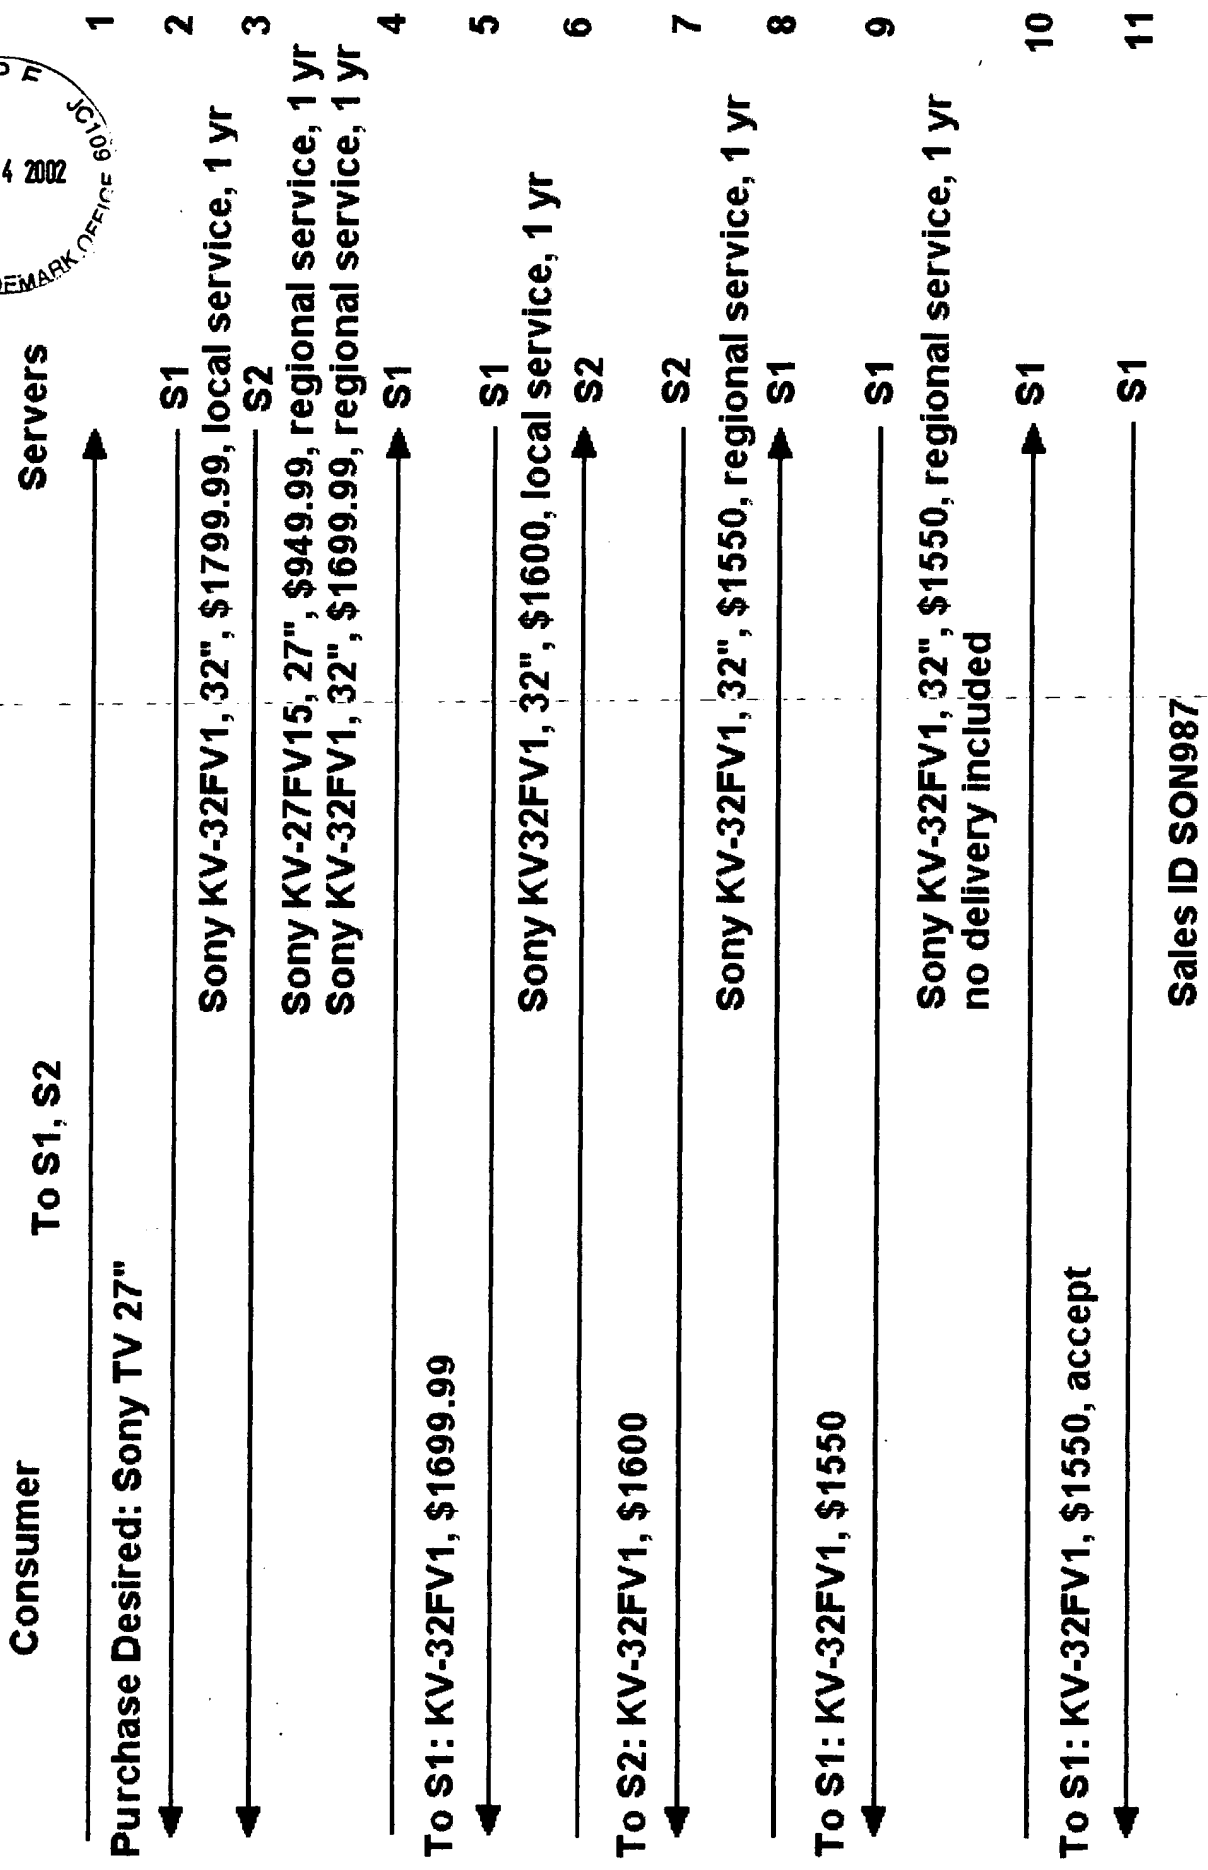 Consumer
To S1, S2
Servers
1
Purchase Desired: Sony TV 27"
S1
2
Sony KV-32FV1, 32", $1799.99, local service, 1 yr
S2
3
Sony KV-27FV15, 27", $949.99, regional service, 1 yr
Sony KV-32FV1, 32", $1699.99, regional service, 1 yr
S1
4
To S1: KV-32FV1, $1699.99
S1
5
Sony KV32FV1, 32", $1600, local service, 1 yr
S2
6
To S2: KV-32FV1, $1600
S2
7
Sony KV-32FV1, 32", $1550, regional service, 1 yr
S1
8
To S1: KV-32FV1, $1550
S1
9
Sony KV-32FV1, 32", $1550, regional service, 1 yr
no delivery included
S1
10
To S1: KV-32FV1, $1550, accept
S1
11
Sales ID SON987
P E
JC109
4 2002
DEMARK OFFICE